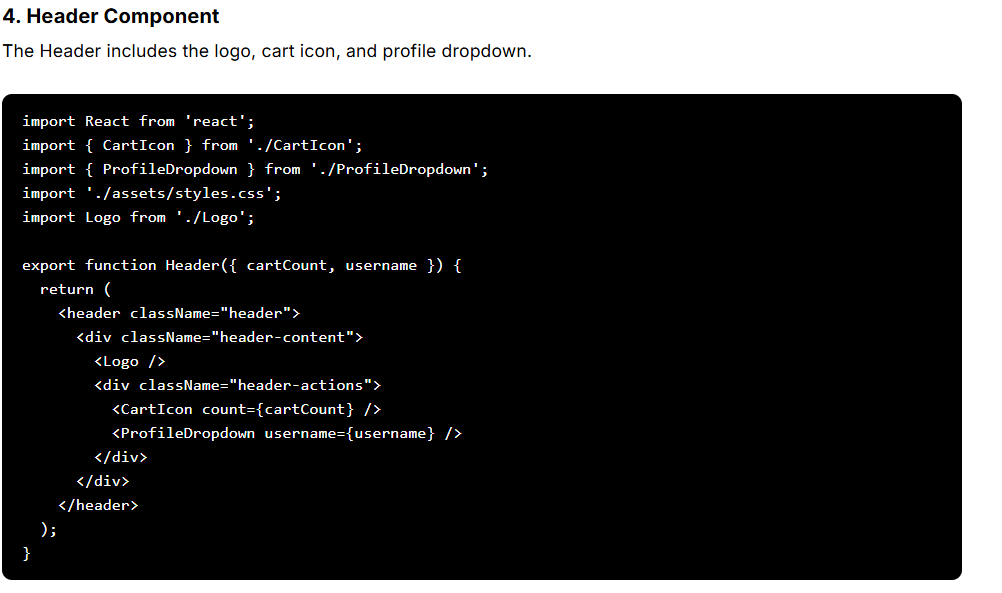 4. Header Component
The Header includes the logo, cart icon, and profile dropdown.
import React from 'react';
import { CartIcon } from './CartIcon';
import { ProfileDropdown } from './ProfileDropdown';
import './assets/styles.css';
import Logo from './Logo';

export function Header({ cartCount, username }) {
  return (
    <header className="header">
      <div className="header-content">
        <Logo />
        <div className="header-actions">
          <CartIcon count={cartCount} />
          <ProfileDropdown username={username} />
        </div>
      </div>
    </header>
  );
}